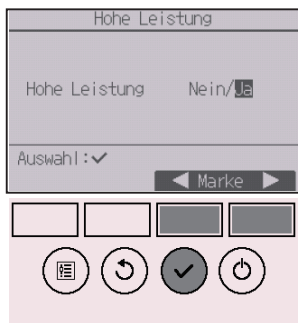 Hohe Leistung
Hohe Leistung Nein/Ja
Auswahl:✔
◀ Marke ▶